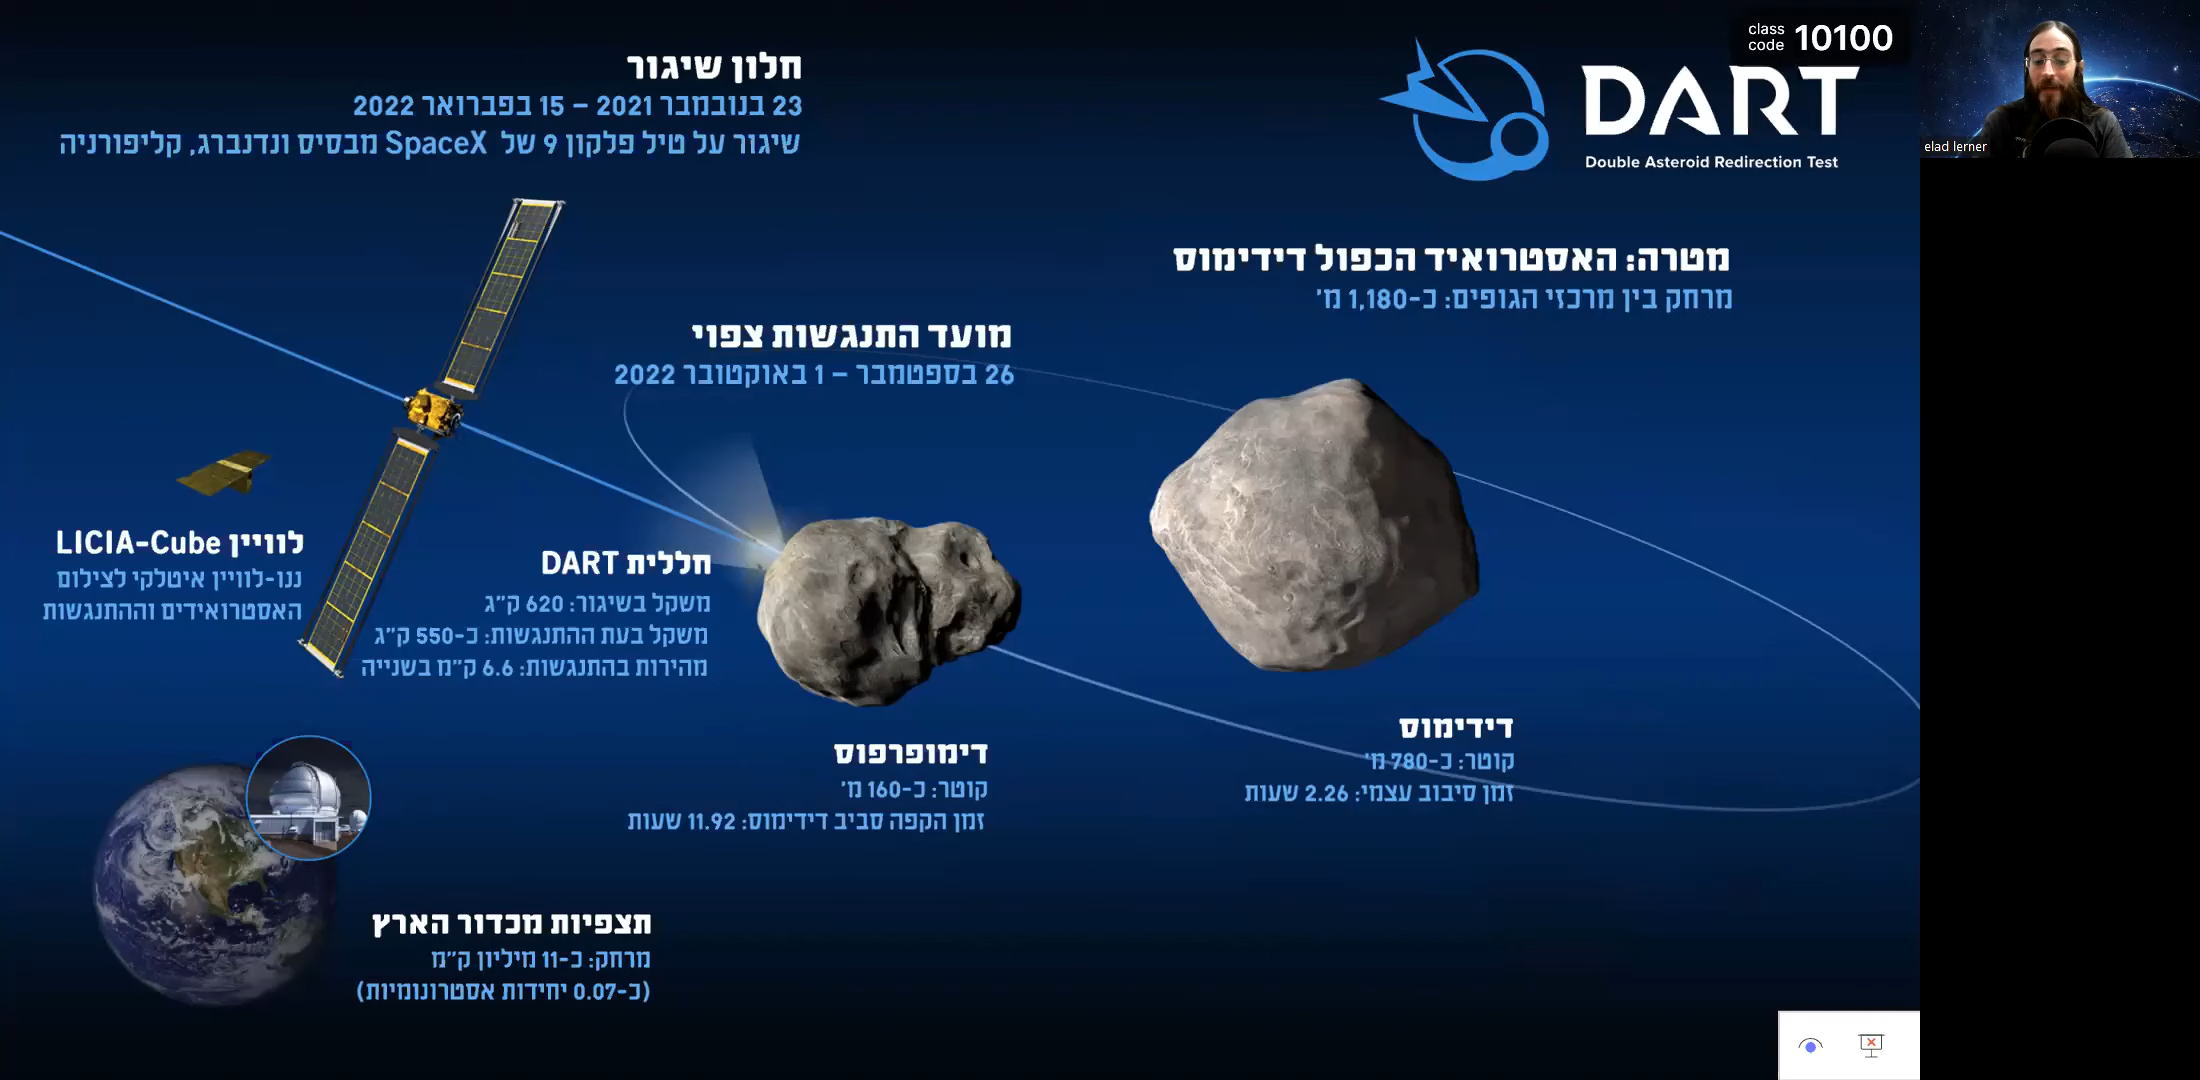 class
code 10100
DART
Double Asteroid Redirection Test
elad lerner
חלון שיגור
23 בנובמבר 2021 – 15 בפברואר 2022
שיגור על טיל פלקון 9 של SpaceX מבסיס ונדנברג, קליפורניה
מטרה: האסטרואיד הכפול דידימוס
מרחק בין מרכזי הגופים: כ-1,180 מ'
מועד התנגשות צפוי
26 בספטמבר – 1 באוקטובר 2022
לוויין LICIA-Cube
ננו-לוויין איטלקי לצילום
האסטרואידים וההתנגשות
חללית DART
משקל בשיגור: 620 ק"ג
משקל בעת ההתנגשות: כ-550 ק"ג
מהירות בהתנגשות: 6.6 ק"מ בשנייה
דידימוס
קוטר: כ-780 מ'
זמן סיבוב עצמי: 2.26 שעות
דימופרפוס
קוטר: כ-160 מ'
זמן הקפה סביב דידימוס: 11.92 שעות
תצפיות מכדור הארץ
מרחק: כ-11 מיליון ק"מ
(כ-0.07 יחידות אסטרונומיות)